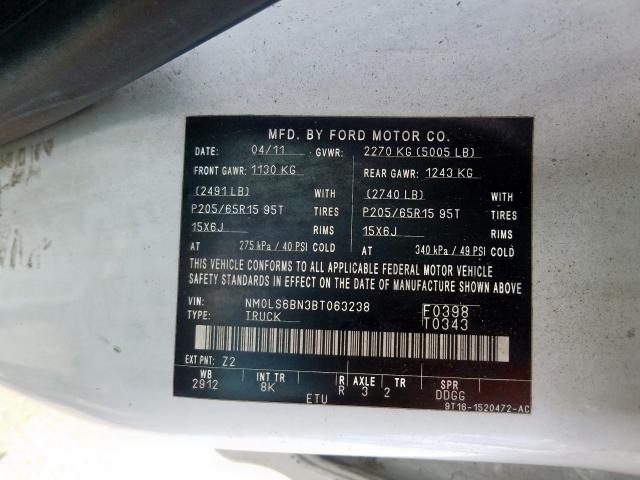 MFD. BY FORD MOTOR CO.
DATE: 04/11 GVWR: 2270 KG (5005 LB)
FRONT GAWR: 1130 KG REAR GAWR: 1243 KG
(2491 LB) WITH (2740 LB) WITH
P205/65R15 95T TIRES P205/65R15 95T TIRES
15X6J RIMS 15X6J RIMS
AT 275 kPa / 40 PSI COLD AT 340 kPa / 49 PSI COLD
THIS VEHICLE CONFORMS TO ALL APPLICABLE FEDERAL MOTOR VEHICLE
SAFETY STANDARDS IN EFFECT ON THE DATE OF MANUFACTURE SHOWN ABOVE
VIN: NM0LS6BN3BT063238 F0398
TYPE: TRUCK T0343
EXT PNT: Z2
WB INT TR R AXLE TR SPR
2912 8K R 3 2 DDGG
ETU 9T16-1520472-AC